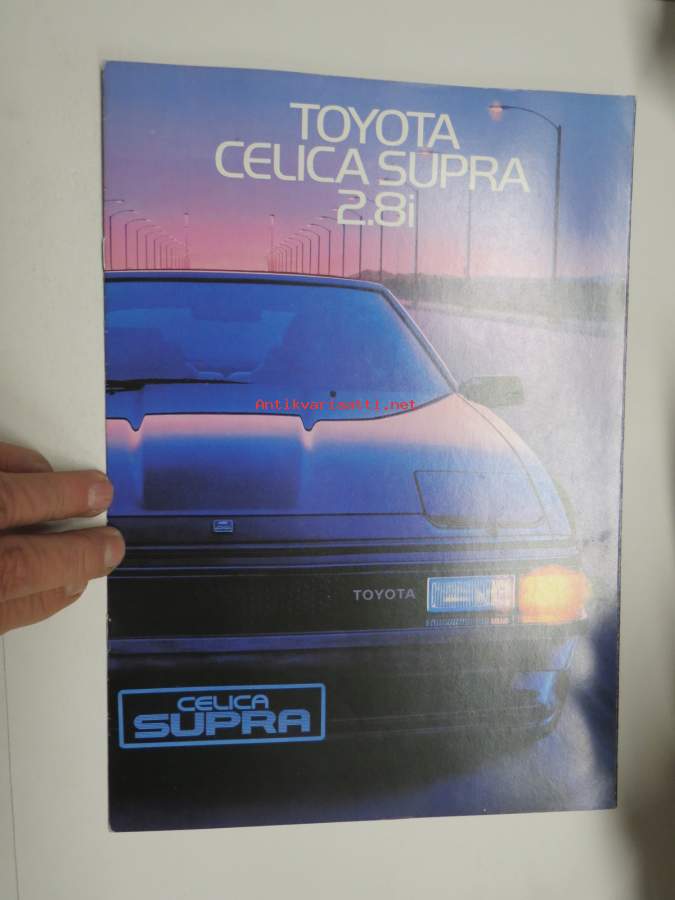 TOYOTA
CELICA SUPRA
2.8i
Antikvariaatti.net
TOYOTA
CELICA
SUPRA